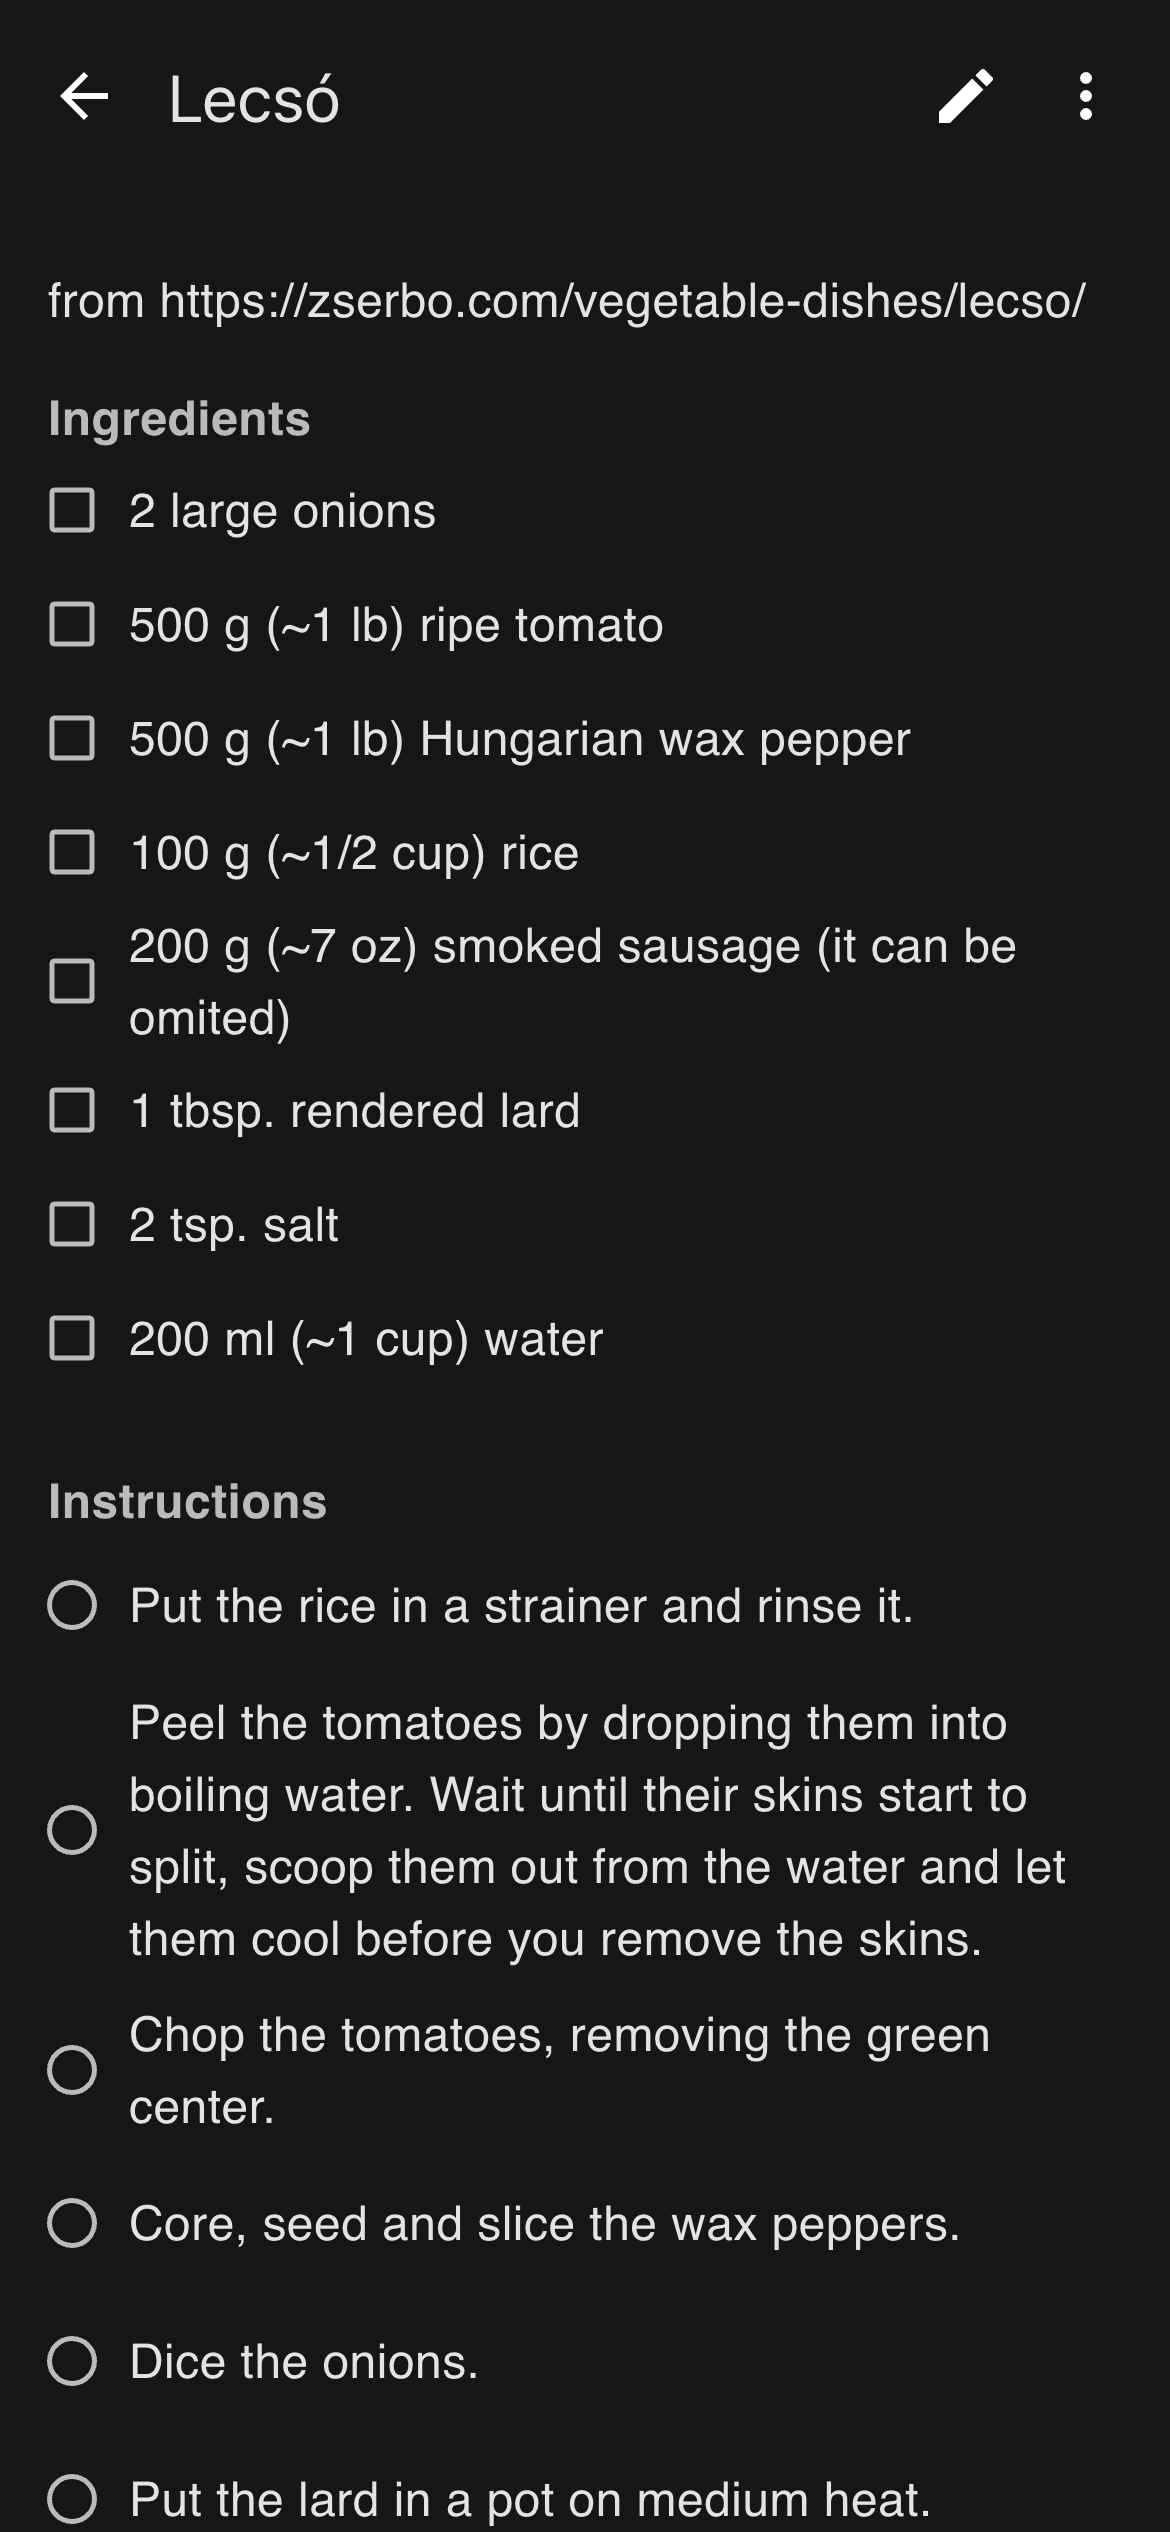 Lecsó
from https://zserbo.com/vegetable-dishes/lecso/
Ingredients
2 large onions
500 g (~1 lb) ripe tomato
500 g (~1 lb) Hungarian wax pepper
100 g (~1/2 cup) rice
200 g (~7 oz) smoked sausage (it can be
omited)
1 tbsp. rendered lard
2 tsp. salt
200 ml (~1 cup) water
Instructions
Put the rice in a strainer and rinse it.
Peel the tomatoes by dropping them into
boiling water. Wait until their skins start to
split, scoop them out from the water and let
them cool before you remove the skins.
Chop the tomatoes, removing the green
center.
Core, seed and slice the wax peppers.
Dice the onions.
Put the lard in a pot on medium heat.